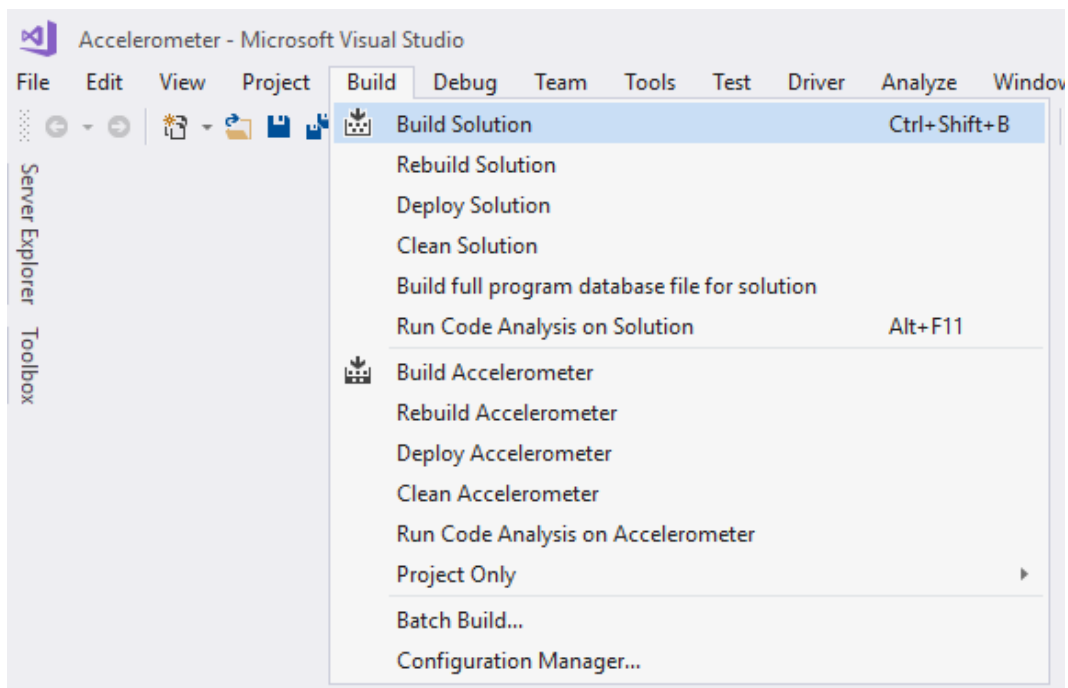 Accelerometer - Microsoft Visual Studio
File Edit View Project Build Debug Team Tools Test Driver Analyze
Build Solution Ctrl+Shift+B
Rebuild Solution
Deploy Solution
Clean Solution
Build full program database file for solution
Run Code Analysis on Solution Alt+F11
Build Accelerometer
Rebuild Accelerometer
Deploy Accelerometer
Clean Accelerometer
Run Code Analysis on Accelerometer
Project Only
Batch Build...
Configuration Manager...
Server Explorer
Toolbox